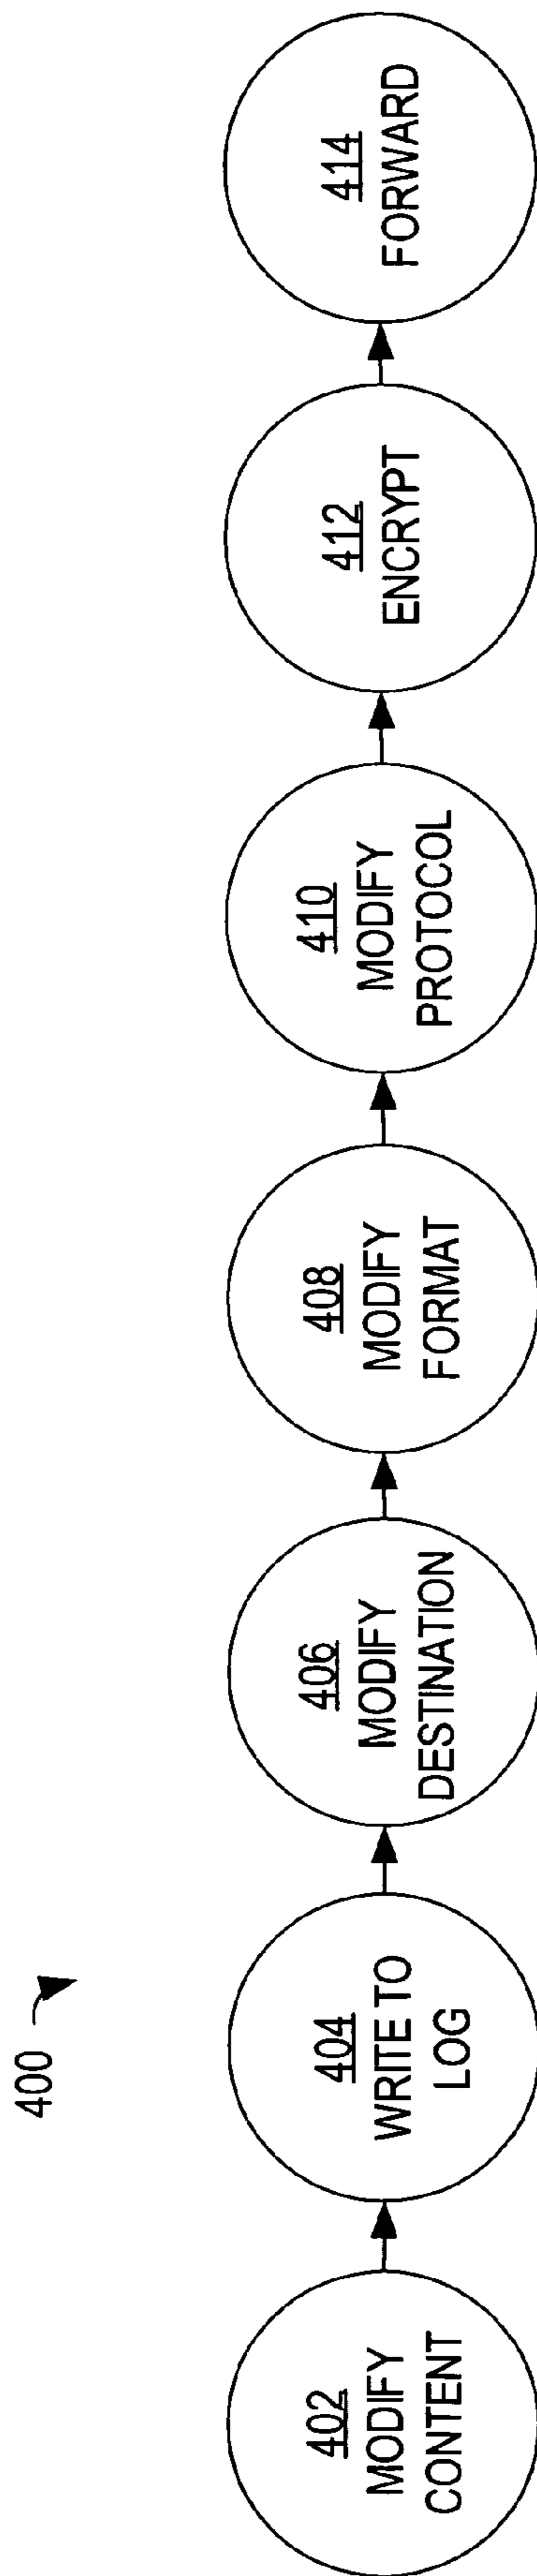 400
402
MODIFY
CONTENT
404
WRITE TO
LOG
406
MODIFY
DESTINATION
408
MODIFY
FORMAT
410
MODIFY
PROTOCOL
412
ENCRYPT
414
FORWARD